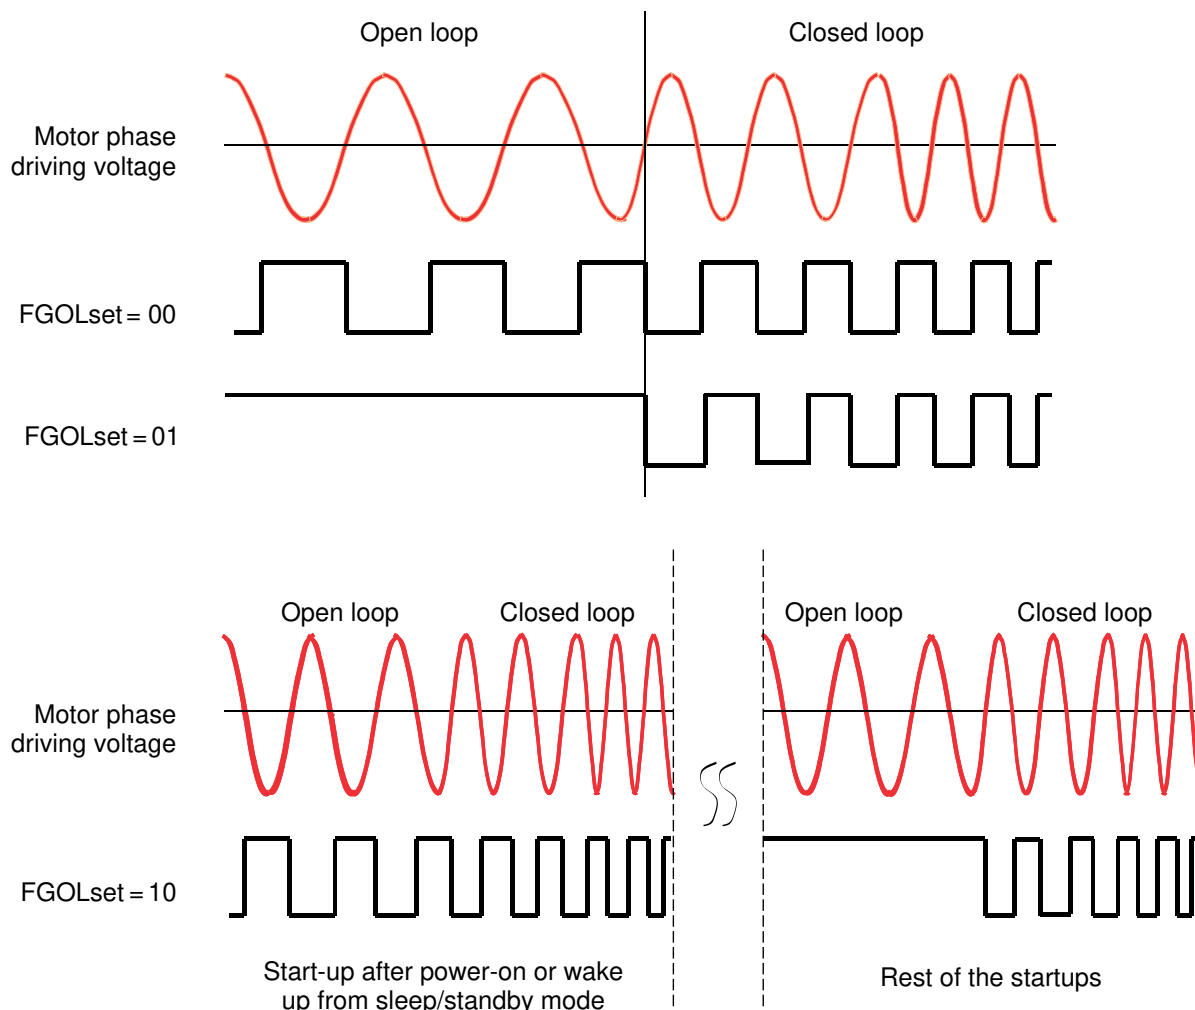 Open loop
Closed loop
Motor phase
driving voltage
FGOLset = 00
FGOLset = 01
Open loop
Closed loop
Open loop
Closed loop
Motor phase
driving voltage
FGOLset = 10
Start-up after power-on or wake
up from sleep/standby mode
Rest of the startups